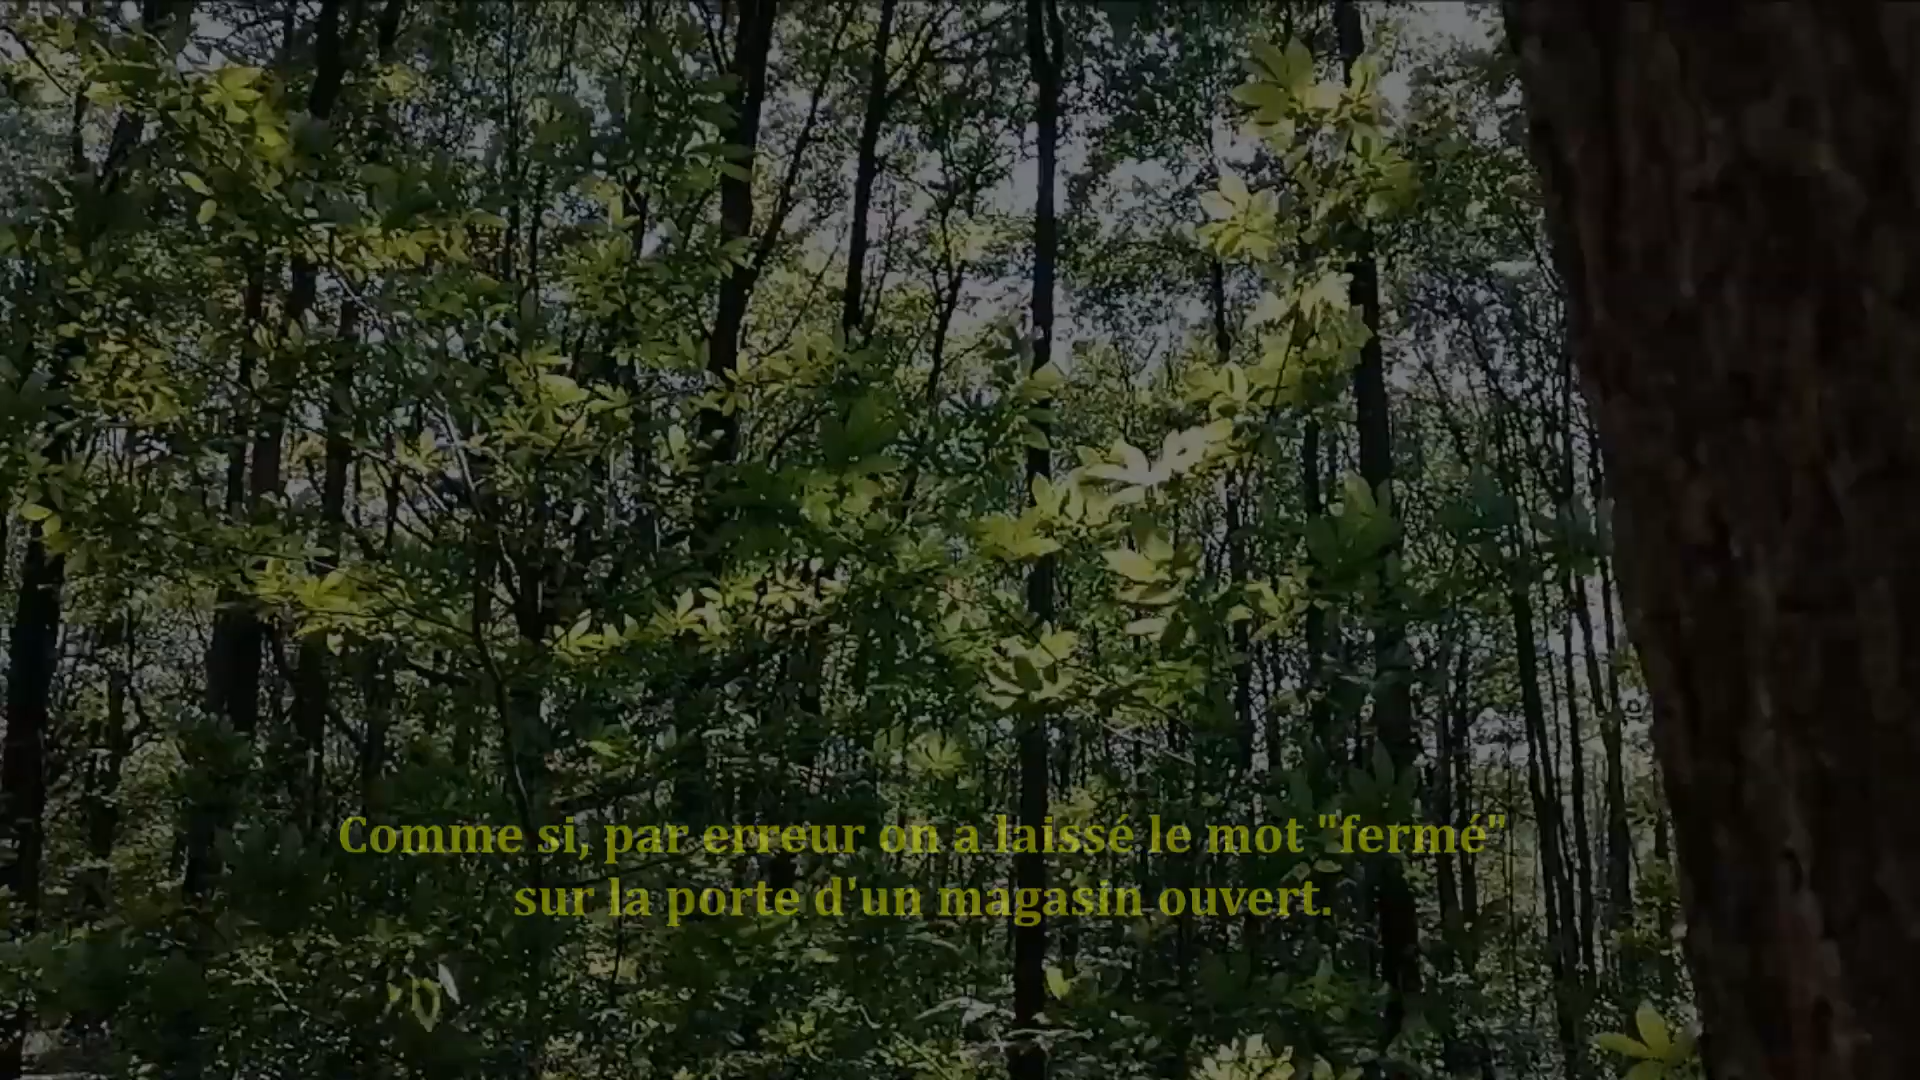 Comme si, par erreur on a laissé le mot "fermé"
sur la porte d'un magasin ouvert.